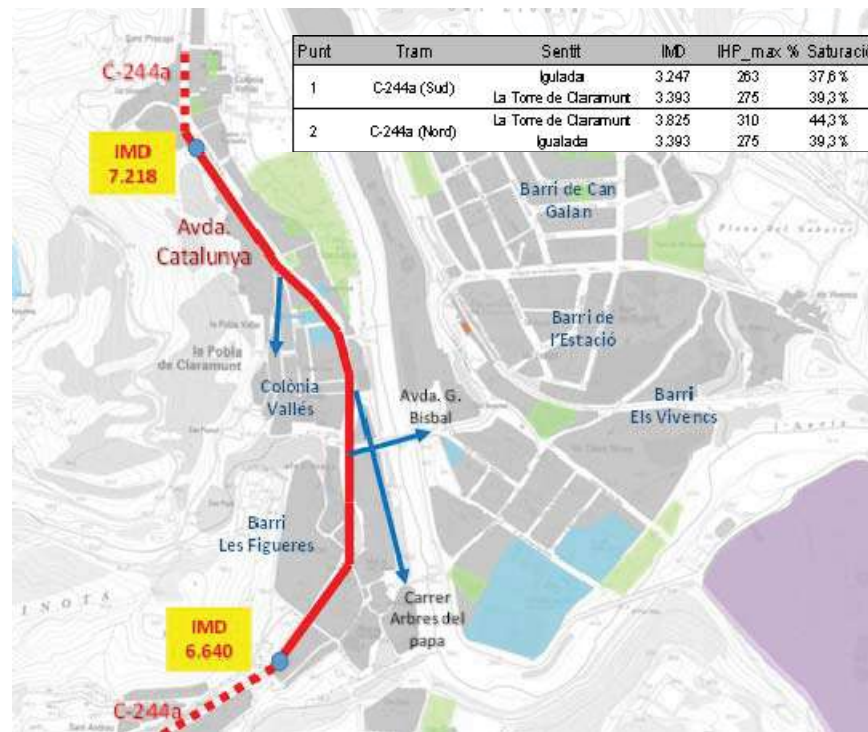 Punt Tram Sentit IMD IHP_max % Saturació
1 C-244a (Sud) Igulada 3.247 263 37,6%
La Torre de Claramunt 3.393 275 39,3%
2 C-244a (Nord) La Torre de Claramunt 3.825 310 44,3%
Igualada 3.393 275 39,3%
C-244a
Colònia
IMD
7.218
Avda.
Catalunya
Barri de Can
Galan
Barri de
l'Estació
la Pobla
de Claramunt
Colònia
Vallés
Avda. G.
Bisbal
Barri
Els Vivencs
Barri
Les Figueres
Carrer
Arbres del
papa
IMD
6.640
C-244a